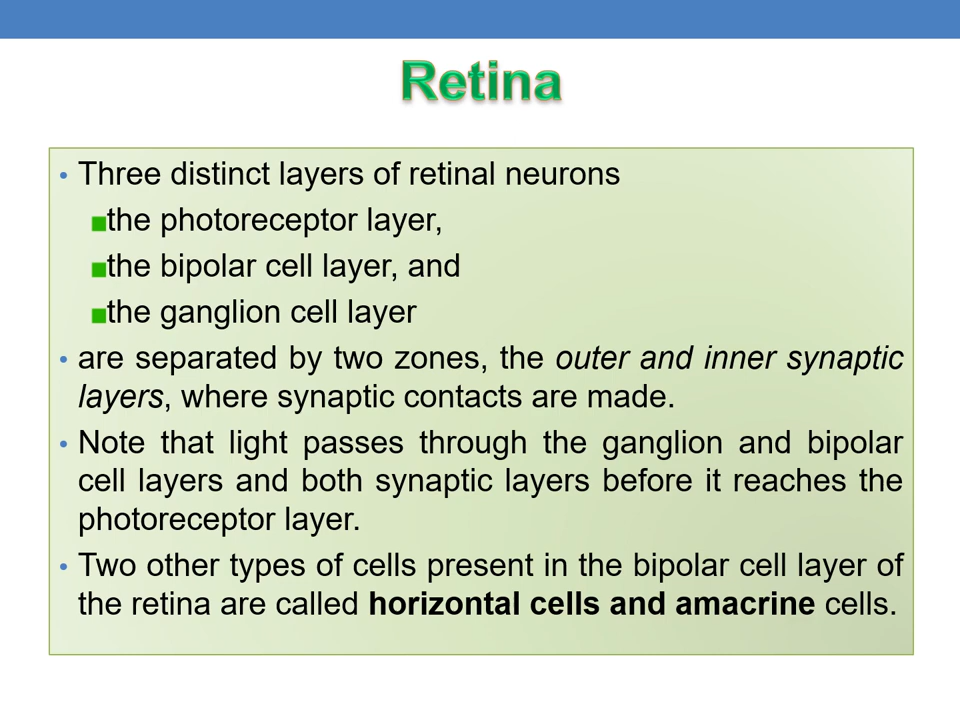 Retina
• Three distinct layers of retinal neurons
■the photoreceptor layer,
■the bipolar cell layer, and
■the ganglion cell layer
• are separated by two zones, the outer and inner synaptic
layers, where synaptic contacts are made.
• Note that light passes through the ganglion and bipolar
cell layers and both synaptic layers before it reaches the
photoreceptor layer.
• Two other types of cells present in the bipolar cell layer of
the retina are called horizontal cells and amacrine cells.